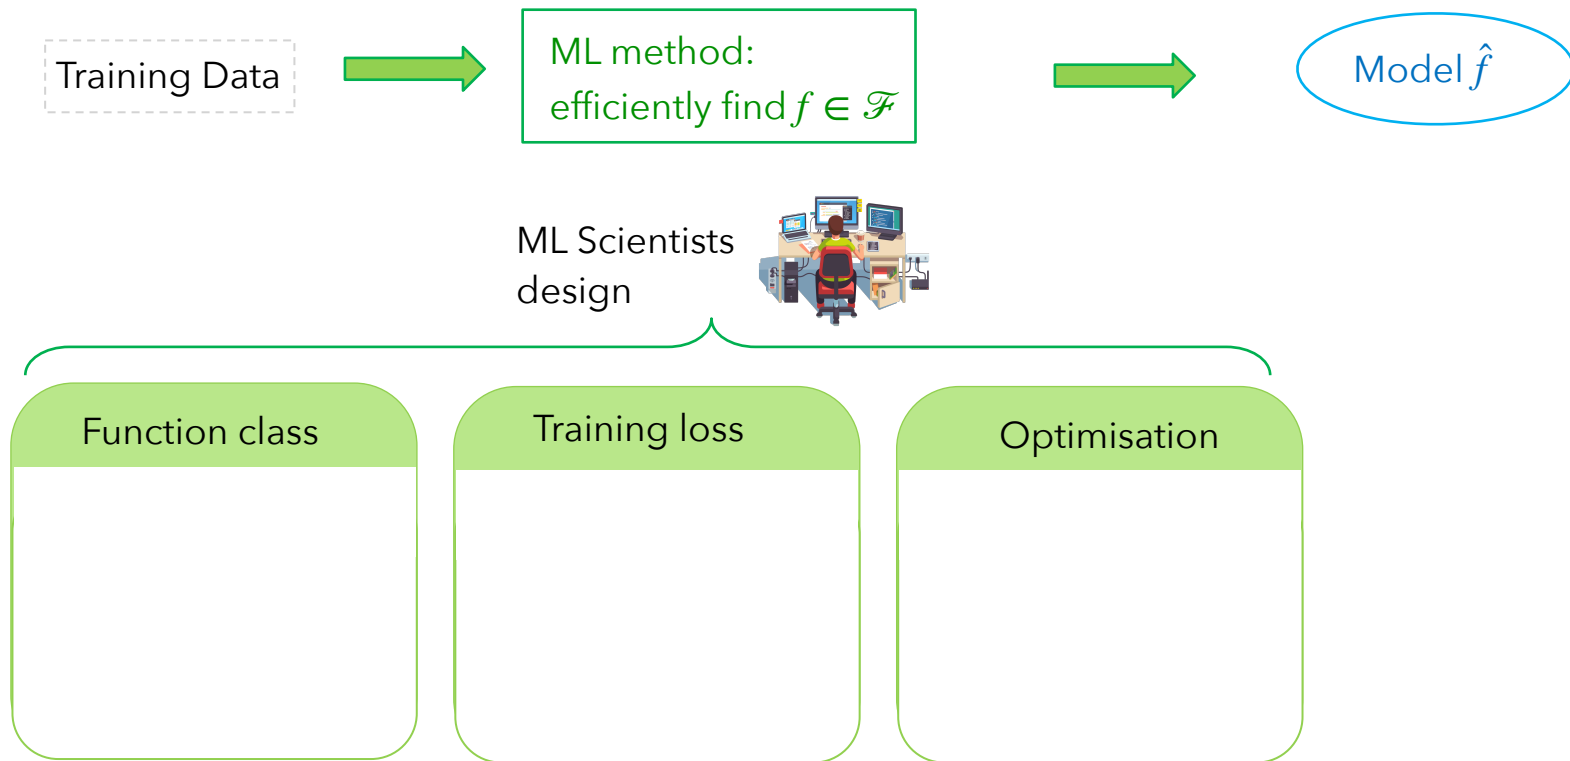 Training Data
ML method:
efficiently find f ∈ ℱ
Model f̂
ML Scientists
design
Function class
Training loss
Optimisation